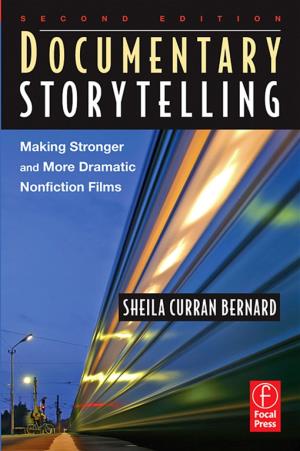 SECOND EDITION
DOCUMENTARY
STORYTELLING
Making Stronger
and More Dramatic
Nonfiction Films
SHEILA CURRAN BERNARD
Focal
Press